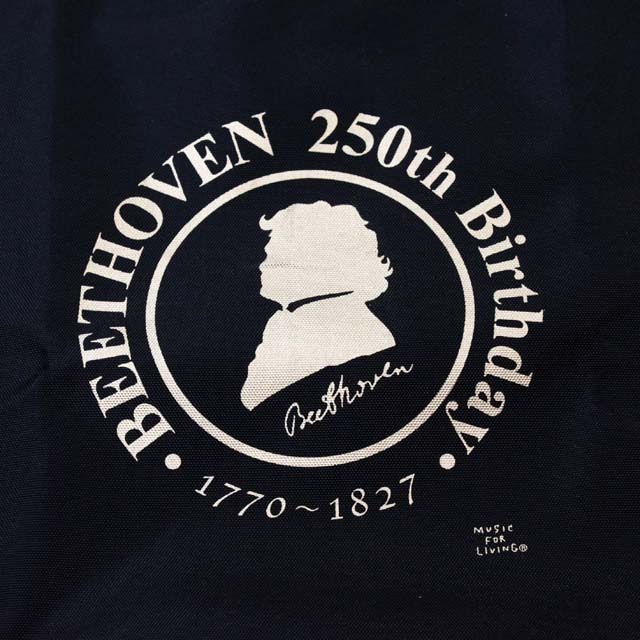 • BEETHOVEN 250th Birthday •
Beethoven
1770~1827
MUSIC
FOR
LIVING®